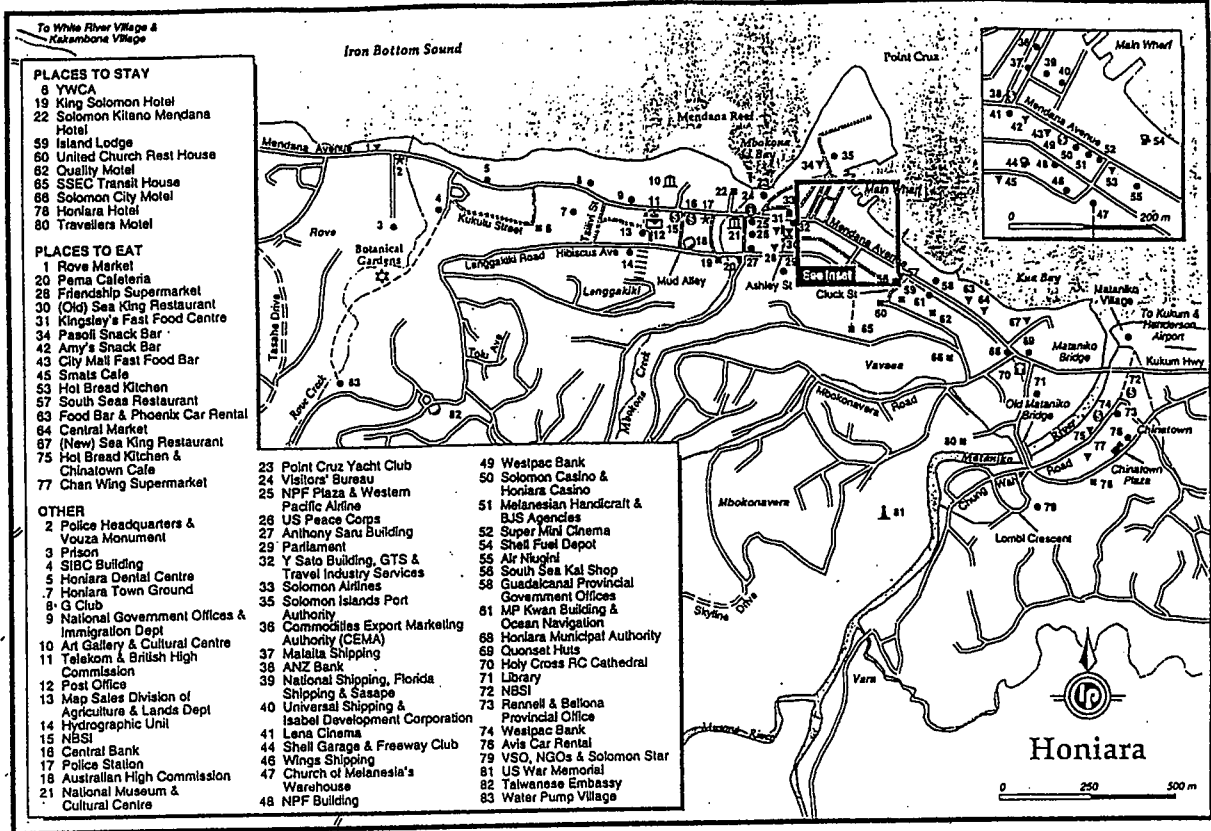 To White River Village &
Kakambona Village
Iron Bottom Sound
Point Cruz
Main Wharf
Mendana Reef
Mbokona
Bay
PLACES TO STAY
6 YWCA
19 King Solomon Hotel
22 Solomon Kitano Mendana
Hotel
59 Island Lodge
60 United Church Rest House
62 Quality Motel
65 SSEC Transit House
66 Solomon City Motel
78 Honiara Hotel
80 Travellers Motel
PLACES TO EAT
1 Rove Market
20 Pema Cafeteria
28 Friendship Supermarket
30 (Old) Sea King Restaurant
31 Kingsley's Fast Food Centre
34 Pasoli Snack Bar
42 Amy's Snack Bar
43 City Mall Fast Food Bar
45 Smats Cafe
53 Hot Bread Kitchen
57 South Seas Restaurant
63 Food Bar & Phoenix Car Rental
64 Central Market
67 (New) Sea King Restaurant
75 Hot Bread Kitchen &
Chinatown Cafe
77 Chan Wing Supermarket
OTHER
2 Police Headquarters &
Vouza Monument
3 Prison
4 SIBC Building
5 Honiara Dental Centre
7 Honiara Town Ground
8 G Club
9 National Government Offices &
Immigration Dept
10 Art Gallery & Cultural Centre
11 Telekom & British High
Commission
12 Post Office
13 Map Sales Division of
Agriculture & Lands Dept
14 Hydrographic Unit
15 NBSI
16 Central Bank
17 Police Station
18 Australian High Commission
21 National Museum &
Cultural Centre
23 Point Cruz Yacht Club
24 Visitors' Bureau
25 NPF Plaza & Western
Pacific Airline
26 US Peace Corps
27 Anthony Saru Building
29 Parliament
32 Y Sato Building, GTS &
Travel Industry Services
33 Solomon Airlines
35 Solomon Islands Port
Authority
36 Commodities Export Marketing
Authority (CEMA)
37 Malaita Shipping
38 ANZ Bank
39 National Shipping, Florida
Shipping & Sasape
40 Universal Shipping &
Isabel Development Corporation
41 Lena Cinema
44 Shell Garage & Freeway Club
46 Wings Shipping
47 Church of Melanesia's
Warehouse
48 NPF Building
49 Westpac Bank
50 Solomon Casino &
Honiara Casino
51 Melanesian Handicraft &
BJS Agencies
52 Super Mini Cinema
54 Shell Fuel Depot
55 Air Niugini
56 South Sea Kai Shop
58 Guadalcanal Provincial
Government Offices
61 MP Kwan Building &
Ocean Navigation
68 Honiara Municipal Authority
69 Quonset Huts
70 Holy Cross RC Cathedral
71 Library
72 NBSI
73 Rennell & Bellona
Provincial Office
74 Westpac Bank
76 Avis Car Rental
79 VSO, NGOs & Solomon Star
81 US War Memorial
82 Taiwanese Embassy
83 Water Pump Village
Mendana Avenue
Rove
Botanical
Gardens
Tasahe Drive
Rove Creek
Kukulu Street
Hibiscus Ave
Lenggakiki Road
Lenggakiki
Mud Alley
Ashley St
Tolu Ave
Mbokona Creek
Main Wharf
Mendana Avenue
See Inset
Cluck St
Vavaea
Mbokonavera Road
Mbokonavera
Skyline Drive
Kua Bay
Mataniko
Village
To Kukum &
Henderson
Airport
Mataniko
Bridge
Kukum Hwy
Old Mataniko
Bridge
Mataniko River
Chinatown
Chinatown
Plaza
Chung Wah Road
Lombi Crescent
Vara
Mendana Avenue
0 200 m
Honiara
0 250 500 m